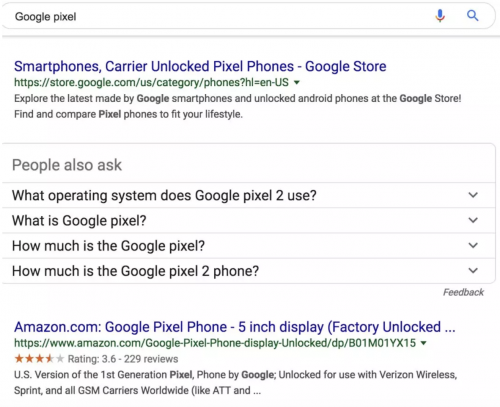 Google pixel
Smartphones, Carrier Unlocked Pixel Phones - Google Store
https://store.google.com/us/category/phones?hl=en-US
Explore the latest made by Google smartphones and unlocked android phones at the Google Store!
Find and compare Pixel phones to fit your lifestyle.
People also ask
What operating system does Google pixel 2 use?
What is Google pixel?
How much is the Google pixel?
How much is the Google pixel 2 phone?
Feedback
Amazon.com: Google Pixel Phone - 5 inch display (Factory Unlocked ...
https://www.amazon.com/Google-Pixel-Phone-display-Unlocked/dp/B01M01YX15
Rating: 3.6 - 229 reviews
U.S. Version of the 1st Generation Pixel, Phone by Google; Unlocked for use with Verizon Wireless,
Sprint, and all GSM Carriers Worldwide (like ATT and ...